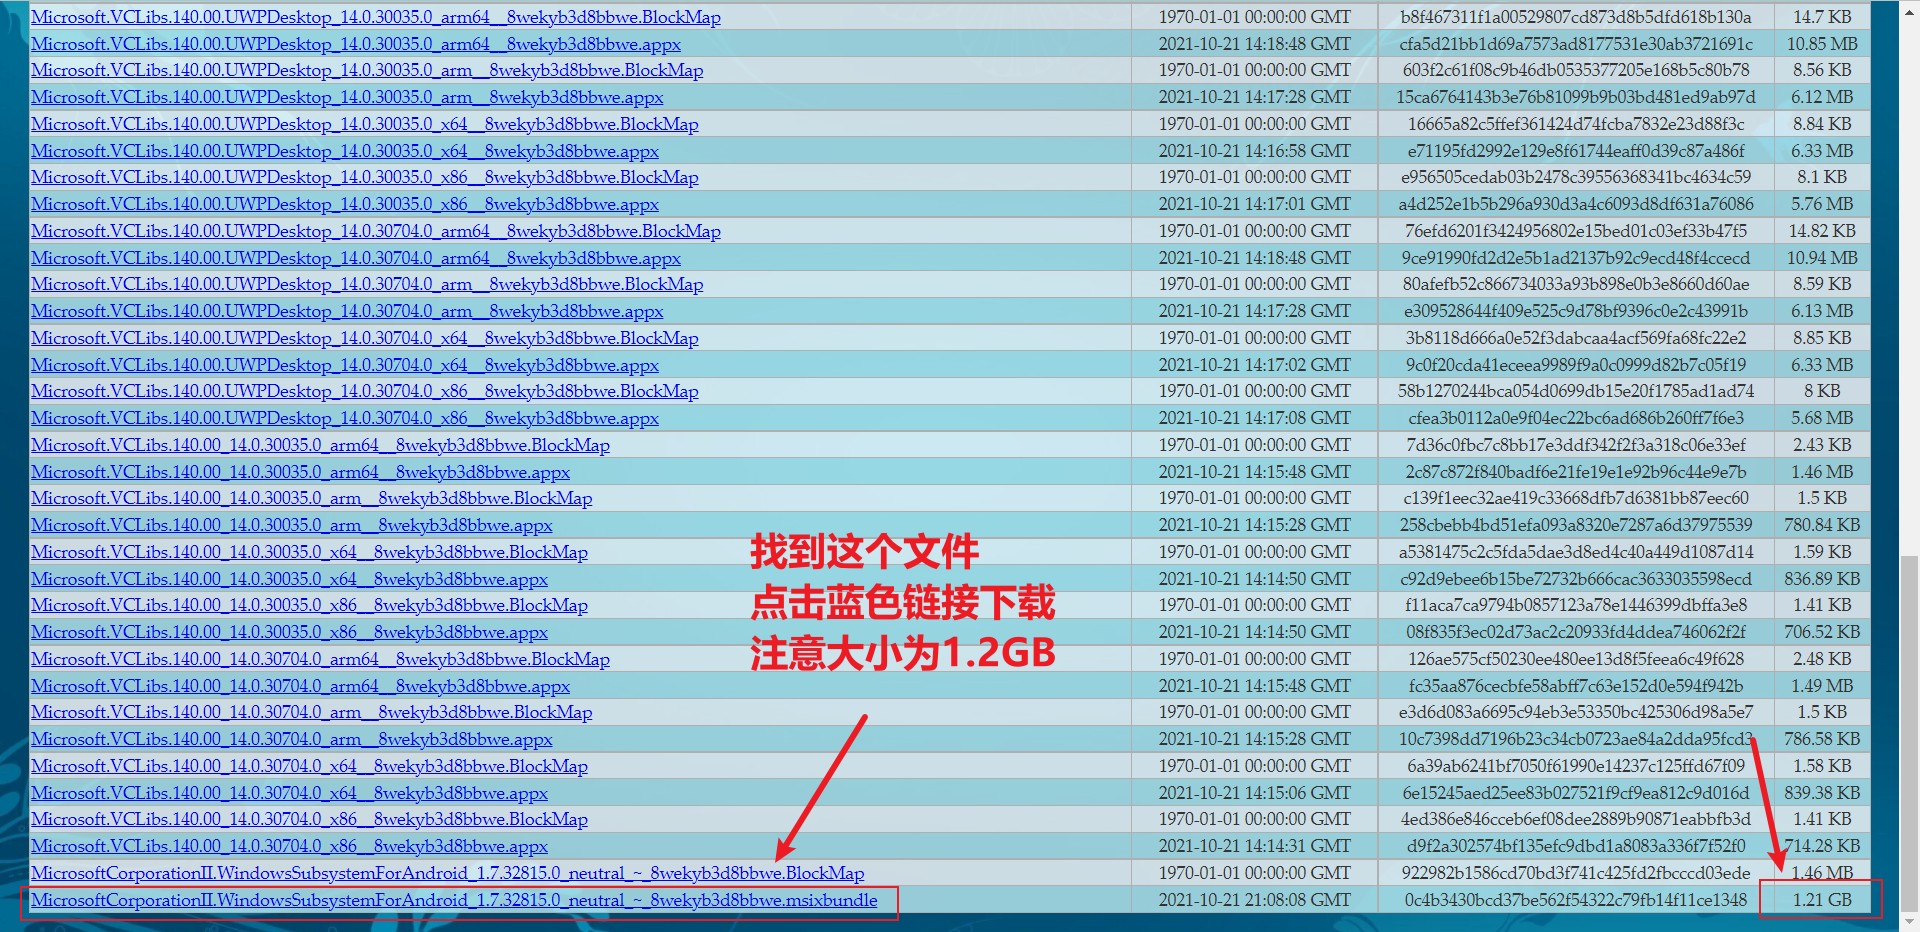 Microsoft.VCLibs.140.00.UWPDesktop_14.0.30035.0_arm64__8wekyb3d8bbwe.BlockMap 1970-01-01 00:00:00 GMT b8f467311f1a00529807cd873d8b5dfd618b130a 14.7 KB
Microsoft.VCLibs.140.00.UWPDesktop_14.0.30035.0_arm64__8wekyb3d8bbwe.appx 2021-10-21 14:18:48 GMT cfa5d21bb1d69a7573ad8177531e30ab3721691c 10.85 MB
Microsoft.VCLibs.140.00.UWPDesktop_14.0.30035.0_arm__8wekyb3d8bbwe.BlockMap 1970-01-01 00:00:00 GMT 603f2c61f08c9b46db0535377205e168b5c80b78 8.56 KB
Microsoft.VCLibs.140.00.UWPDesktop_14.0.30035.0_arm__8wekyb3d8bbwe.appx 2021-10-21 14:17:28 GMT 15ca6764143b3e76b81099b9b03bd481ed9ab97d 6.12 MB
Microsoft.VCLibs.140.00.UWPDesktop_14.0.30035.0_x64__8wekyb3d8bbwe.BlockMap 1970-01-01 00:00:00 GMT 16665a82c5ffef361424d74fcba7832e23d88f3c 8.84 KB
Microsoft.VCLibs.140.00.UWPDesktop_14.0.30035.0_x64__8wekyb3d8bbwe.appx 2021-10-21 14:16:58 GMT e71195fd2992e129e8f61744eaff0d39c87a486f 6.33 MB
Microsoft.VCLibs.140.00.UWPDesktop_14.0.30035.0_x86__8wekyb3d8bbwe.BlockMap 1970-01-01 00:00:00 GMT e956505cedab03b2478c39556368341bc4634c59 8.1 KB
Microsoft.VCLibs.140.00.UWPDesktop_14.0.30035.0_x86__8wekyb3d8bbwe.appx 2021-10-21 14:17:01 GMT a4d252e1b5b296a930d3a4c6093d8df631a76086 5.76 MB
Microsoft.VCLibs.140.00.UWPDesktop_14.0.30704.0_arm64__8wekyb3d8bbwe.BlockMap 1970-01-01 00:00:00 GMT 76efd6201f3424956802e15bed01c03ef33b47f5 14.82 KB
Microsoft.VCLibs.140.00.UWPDesktop_14.0.30704.0_arm64__8wekyb3d8bbwe.appx 2021-10-21 14:18:48 GMT 9ce91990fd2d2e5b1ad2137b92c9ecd48f4ccecd 10.94 MB
Microsoft.VCLibs.140.00.UWPDesktop_14.0.30704.0_arm__8wekyb3d8bbwe.BlockMap 1970-01-01 00:00:00 GMT 80afefb52c866734033a93b898e0b3e8660d60ae 8.59 KB
Microsoft.VCLibs.140.00.UWPDesktop_14.0.30704.0_arm__8wekyb3d8bbwe.appx 2021-10-21 14:17:28 GMT e309528644f409e525c9d78bf9396c0e2c43991b 6.13 MB
Microsoft.VCLibs.140.00.UWPDesktop_14.0.30704.0_x64__8wekyb3d8bbwe.BlockMap 1970-01-01 00:00:00 GMT 3b8118d666a0e52f3dabcaa4acf569fa68fc22e2 8.85 KB
Microsoft.VCLibs.140.00.UWPDesktop_14.0.30704.0_x64__8wekyb3d8bbwe.appx 2021-10-21 14:17:02 GMT 9c0f20cda41eceea9989f9a0c0999d82b7c05f19 6.33 MB
Microsoft.VCLibs.140.00.UWPDesktop_14.0.30704.0_x86__8wekyb3d8bbwe.BlockMap 1970-01-01 00:00:00 GMT 58b1270244bca054d0699db15e20f1785ad1ad74 8 KB
Microsoft.VCLibs.140.00.UWPDesktop_14.0.30704.0_x86__8wekyb3d8bbwe.appx 2021-10-21 14:17:08 GMT cfea3b0112a0e9f04ec22bc6ad686b260ff7f6e3 5.68 MB
Microsoft.VCLibs.140.00_14.0.30035.0_arm64__8wekyb3d8bbwe.BlockMap 1970-01-01 00:00:00 GMT 7d36c0fbc7c8bb17e3ddf342f2f3a318c06e33ef 2.43 KB
Microsoft.VCLibs.140.00_14.0.30035.0_arm64__8wekyb3d8bbwe.appx 2021-10-21 14:15:48 GMT 2c87c872f840badf6e21fe19e1e92b96c44e9e7b 1.46 MB
Microsoft.VCLibs.140.00_14.0.30035.0_arm__8wekyb3d8bbwe.BlockMap 1970-01-01 00:00:00 GMT c139f1eec32ae419c33668dfb7d6381bb87eec60 1.5 KB
Microsoft.VCLibs.140.00_14.0.30035.0_arm__8wekyb3d8bbwe.appx 2021-10-21 14:15:28 GMT 258cbebb4bd51efa093a8320e7287a6d37975539 780.84 KB
Microsoft.VCLibs.140.00_14.0.30035.0_x64__8wekyb3d8bbwe.BlockMap 1970-01-01 00:00:00 GMT a5381475c2c5fda5dae3d8ed4c40a449d1087d14 1.59 KB
找到这个文件
Microsoft.VCLibs.140.00_14.0.30035.0_x64__8wekyb3d8bbwe.appx 2021-10-21 14:14:50 GMT c92d9ebee6b15be72732b666cac3633035598ecd 836.89 KB
Microsoft.VCLibs.140.00_14.0.30035.0_x86__8wekyb3d8bbwe.BlockMap 1970-01-01 00:00:00 GMT f11aca7ca9794b0857123a78e1446399dbffa3e8 1.41 KB
点击蓝色链接下载
Microsoft.VCLibs.140.00_14.0.30035.0_x86__8wekyb3d8bbwe.appx 2021-10-21 14:14:50 GMT 08f835f3ec02d73ac2c20933fd4ddea746062f2f 706.52 KB
Microsoft.VCLibs.140.00_14.0.30704.0_arm64__8wekyb3d8bbwe.BlockMap 1970-01-01 00:00:00 GMT 126ae575cf50230ee480ee13d8f5feea6c49f628 2.48 KB
注意大小为1.2GB
Microsoft.VCLibs.140.00_14.0.30704.0_arm64__8wekyb3d8bbwe.appx 2021-10-21 14:15:48 GMT fc35aa876cecbfe58abff7c63e152d0e594f942b 1.49 MB
Microsoft.VCLibs.140.00_14.0.30704.0_arm__8wekyb3d8bbwe.BlockMap 1970-01-01 00:00:00 GMT e3d6d083a6695c94eb3e53350bc425306d98a5e7 1.5 KB
Microsoft.VCLibs.140.00_14.0.30704.0_arm__8wekyb3d8bbwe.appx 2021-10-21 14:15:28 GMT 10c7398dd7196b23c34cb0723ae84a2dda95fcd3 786.58 KB
Microsoft.VCLibs.140.00_14.0.30704.0_x64__8wekyb3d8bbwe.BlockMap 1970-01-01 00:00:00 GMT 6a39ab6241bf7050f61990e14237c125ffd67f09 1.58 KB
Microsoft.VCLibs.140.00_14.0.30704.0_x64__8wekyb3d8bbwe.appx 2021-10-21 14:15:06 GMT 6e15245aed25ee83b027521f9cf9ea812c9d016d 839.38 KB
Microsoft.VCLibs.140.00_14.0.30704.0_x86__8wekyb3d8bbwe.BlockMap 1970-01-01 00:00:00 GMT 4ed386e846cceb6ef08dee2889b90871eabbfb3d 1.41 KB
Microsoft.VCLibs.140.00_14.0.30704.0_x86__8wekyb3d8bbwe.appx 2021-10-21 14:14:31 GMT d9f2a302574bf135efc9dbd1a8083a336f7f52f0 714.28 KB
MicrosoftCorporationII.WindowsSubsystemForAndroid_1.7.32815.0_neutral_~_8wekyb3d8bbwe.BlockMap 1970-01-01 00:00:00 GMT 922982b1586cd70bd3f741c425fd2fbcccd03ede 1.46 MB
MicrosoftCorporationII.WindowsSubsystemForAndroid_1.7.32815.0_neutral_~_8wekyb3d8bbwe.msixbundle 2021-10-21 21:08:08 GMT 0c4b3430bcd37be562f54322c79fb14f11ce1348 1.21 GB